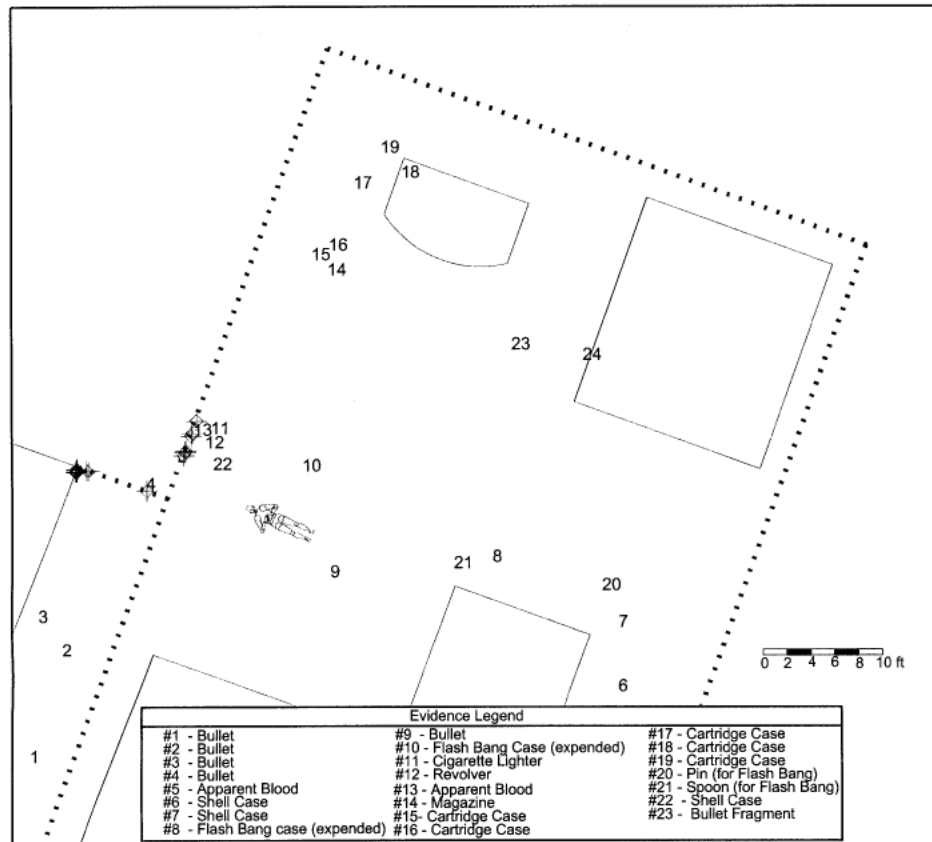 19
18
17
16
15
14
23
24
13
11
12
22
10
4
9
21
8
20
7
6
3
2
1
0 2 4 6 8 10 ft
Evidence Legend
#1 - Bullet
#2 - Bullet
#3 - Bullet
#4 - Bullet
#5 - Apparent Blood
#6 - Shell Case
#7 - Shell Case
#8 - Flash Bang case (expended)
#9 - Bullet
#10 - Flash Bang Case (expended)
#11 - Cigarette Lighter
#12 - Revolver
#13 - Apparent Blood
#14 - Magazine
#15- Cartridge Case
#16 - Cartridge Case
#17 - Cartridge Case
#18 - Cartridge Case
#19 - Cartridge Case
#20 - Pin (for Flash Bang)
#21 - Spoon (for Flash Bang)
#22 - Shell Case
#23 - Bullet Fragment